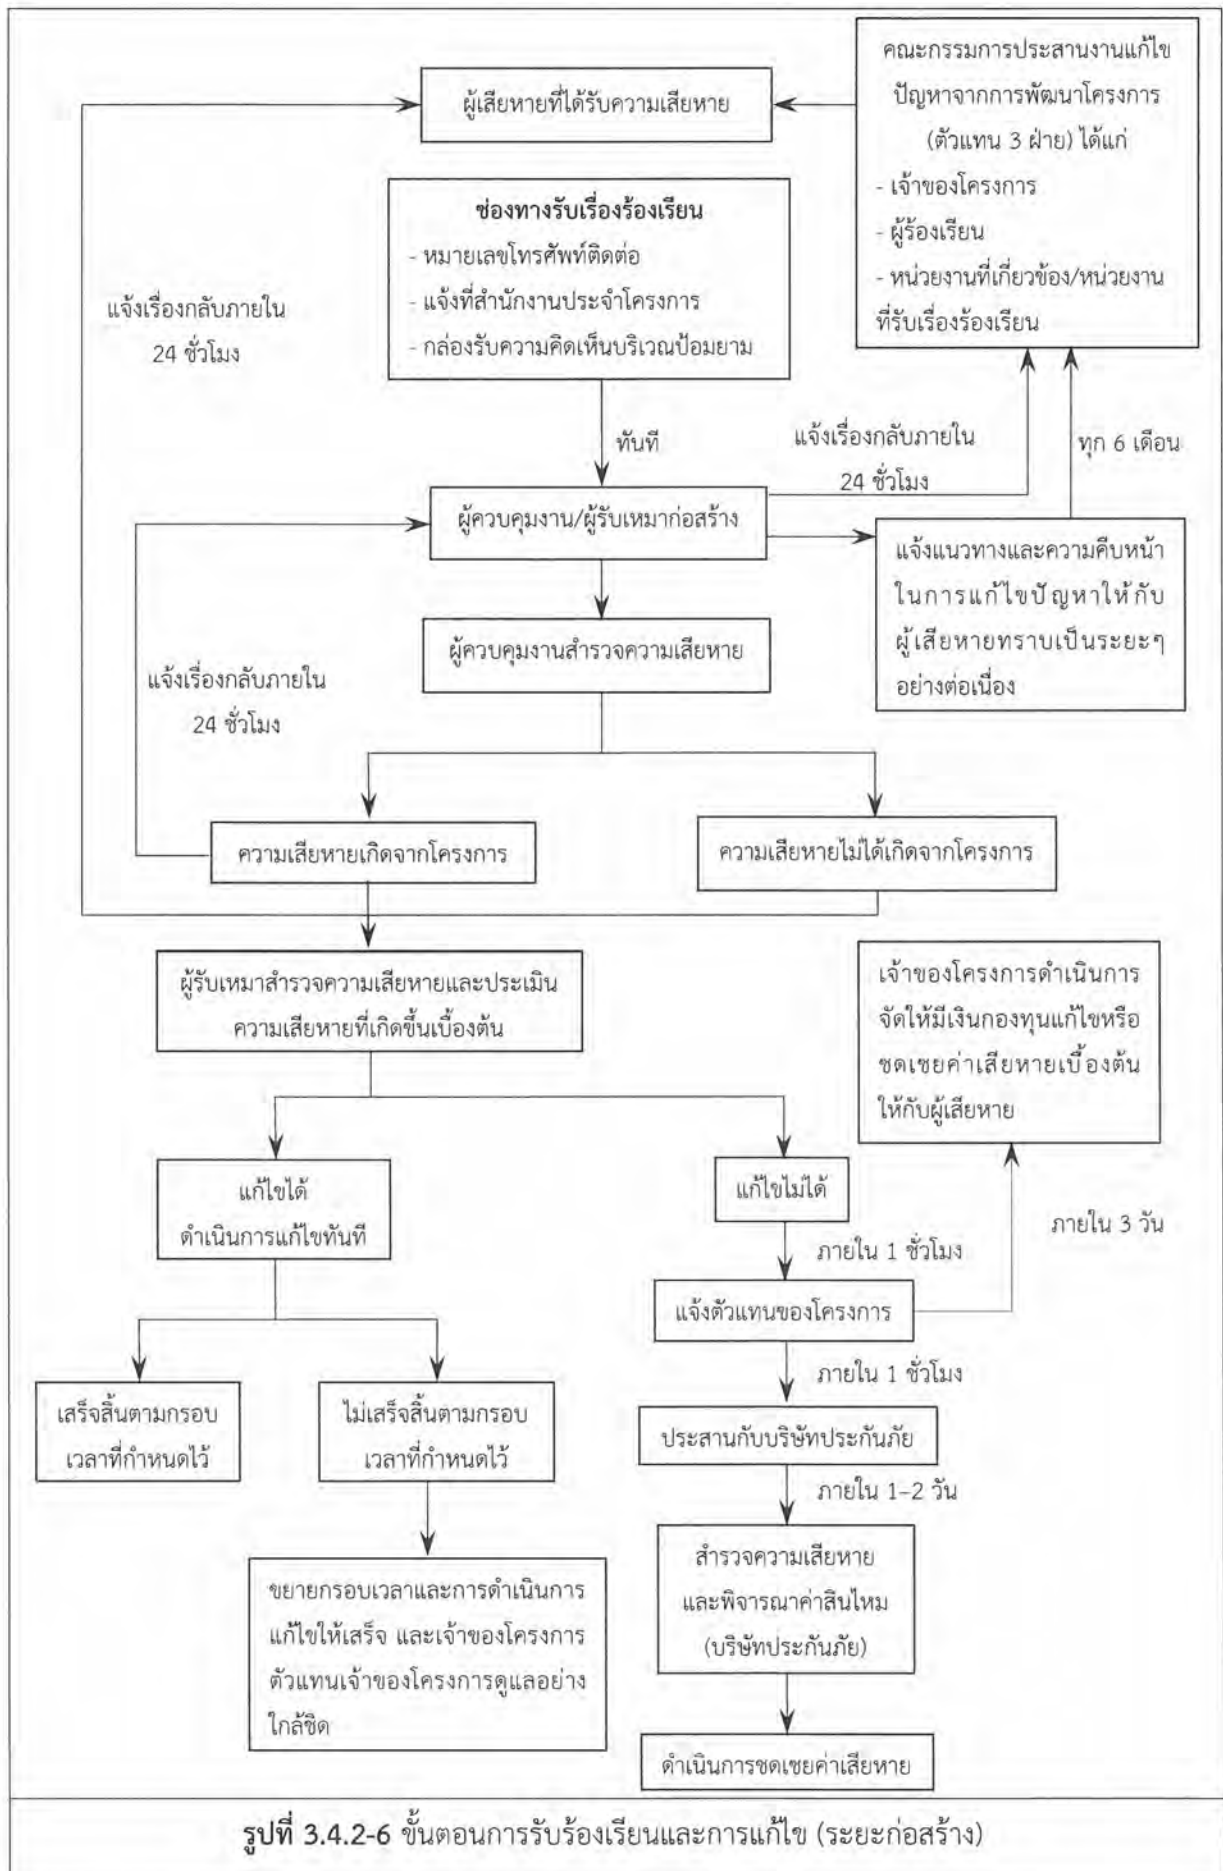 ผู้เสียหายที่ได้รับความเสียหาย
คณะกรรมการประสานงานแก้ไข
ปัญหาจากการพัฒนาโครงการ
(ตัวแทน 3 ฝ่าย) ได้แก่
- เจ้าของโครงการ
- ผู้ร้องเรียน
- หน่วยงานที่เกี่ยวข้อง/หน่วยงาน
ที่รับเรื่องร้องเรียน
ช่องทางรับเรื่องร้องเรียน
- หมายเลขโทรศัพท์ติดต่อ
- แจ้งที่สำนักงานประจำโครงการ
- กล่องรับความคิดเห็นบริเวณป้อมยาม
แจ้งเรื่องกลับภายใน
24 ชั่วโมง
ทันที
แจ้งเรื่องกลับภายใน
24 ชั่วโมง
ทุก 6 เดือน
ผู้ควบคุมงาน/ผู้รับเหมาก่อสร้าง
แจ้งแนวทางและความคืบหน้า
ในการแก้ไขปัญหาให้กับ
ผู้เสียหายทราบเป็นระยะๆ
อย่างต่อเนื่อง
ผู้ควบคุมงานสำรวจความเสียหาย
แจ้งเรื่องกลับภายใน
24 ชั่วโมง
ความเสียหายเกิดจากโครงการ
ความเสียหายไม่ได้เกิดจากโครงการ
ผู้รับเหมาสำรวจความเสียหายและประเมิน
ความเสียหายที่เกิดขึ้นเบื้องต้น
เจ้าของโครงการดำเนินการ
จัดให้มีเงินกองทุนแก้ไขหรือ
ชดเชยค่าเสียหายเบื้องต้น
ให้กับผู้เสียหาย
แก้ไขได้
ดำเนินการแก้ไขทันที
แก้ไขไม่ได้
ภายใน 3 วัน
ภายใน 1 ชั่วโมง
แจ้งตัวแทนของโครงการ
ภายใน 1 ชั่วโมง
เสร็จสิ้นตามกรอบ
เวลาที่กำหนดไว้
ไม่เสร็จสิ้นตามกรอบ
เวลาที่กำหนดไว้
ประสานกับบริษัทประกันภัย
ภายใน 1–2 วัน
สำรวจความเสียหาย
และพิจารณาค่าสินไหม
(บริษัทประกันภัย)
ขยายกรอบเวลาและการดำเนินการ
แก้ไขให้เสร็จ และเจ้าของโครงการ
ตัวแทนเจ้าของโครงการดูแลอย่าง
ใกล้ชิด
ดำเนินการชดเชยค่าเสียหาย
รูปที่ 3.4.2-6 ขั้นตอนการรับร้องเรียนและการแก้ไข (ระยะก่อสร้าง)